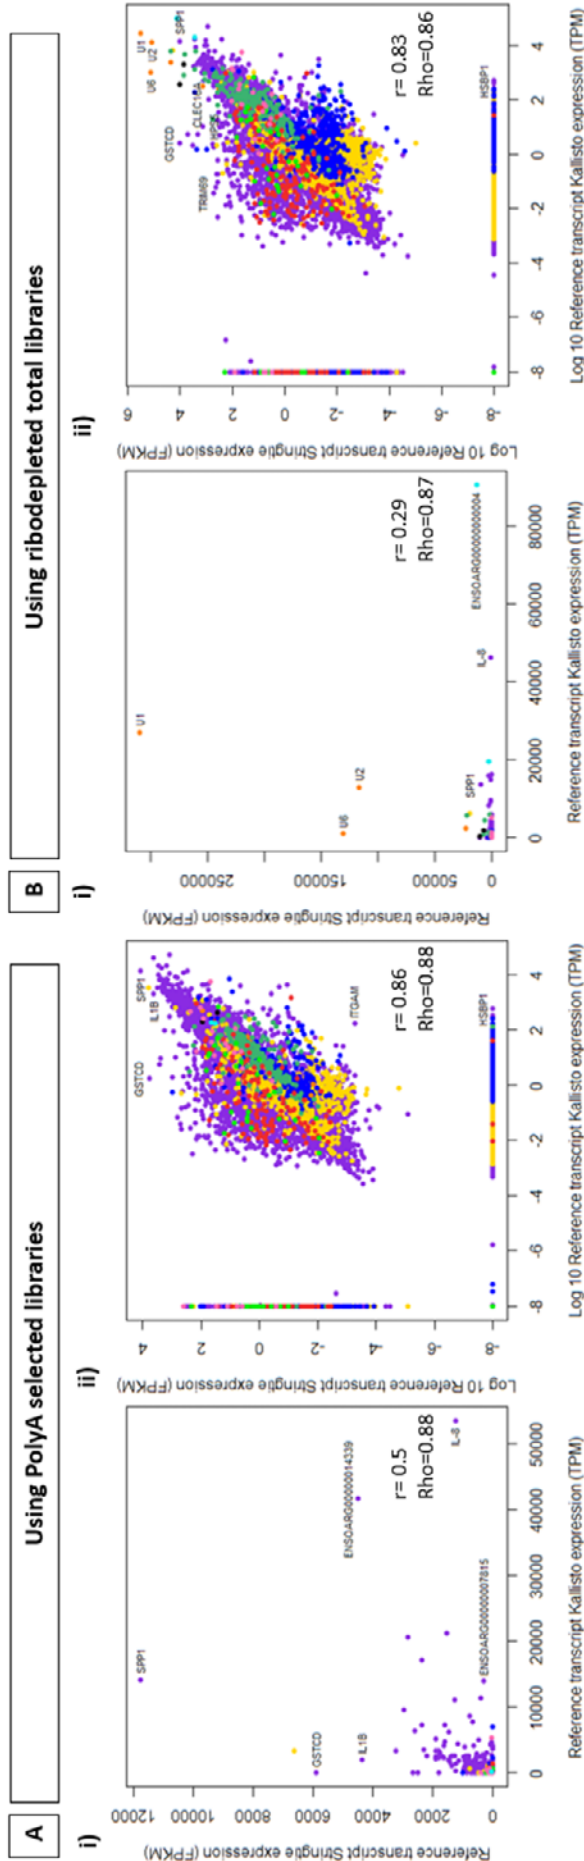 A
Using PolyA selected libraries
i)
Reference transcript Stringtie expression (FPKM)
12000
10000
8000
6000
4000
2000
0
SPP1
GSTCD
IL1B
ENSOARG00000014339
IL-8
ENSOARG00000007815
r= 0.5
Rho=0.88
0
10000
20000
30000
40000
50000
Reference transcript Kallisto expression (TPM)
ii)
Log 10 Reference transcript Stringtie expression (FPKM)
4
2
0
-2
-4
-6
-8
GSTCD
IL1B
SPP1
ITGAM
HSBP1
r= 0.86
Rho=0.88
-8
-6
-4
-2
0
2
4
Log 10 Reference transcript Kallisto expression (TPM)
B
Using ribodepleted total libraries
i)
Reference transcript Stringtie expression (FPKM)
250000
150000
50000
0
U1
U6
U2
SPP1
IL-8
ENSOARG00000000004
r= 0.29
Rho=0.87
0
20000
40000
60000
80000
Reference transcript Kallisto expression (TPM)
ii)
Log 10 Reference transcript Stringtie expression (FPKM)
6
4
2
0
-2
-4
-6
-8
U1
U2
U6
SPP1
GSTCD
TRIM69
HSBP1
r= 0.83
Rho=0.86
-8
-6
-4
-2
0
2
4
Log 10 Reference transcript Kallisto expression (TPM)